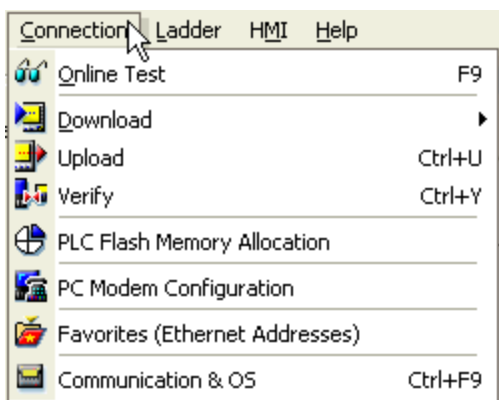 Connection Ladder HMI Help
Online Test F9
Download
Upload Ctrl+U
Verify Ctrl+Y
PLC Flash Memory Allocation
PC Modem Configuration
Favorites (Ethernet Addresses)
Communication & OS Ctrl+F9